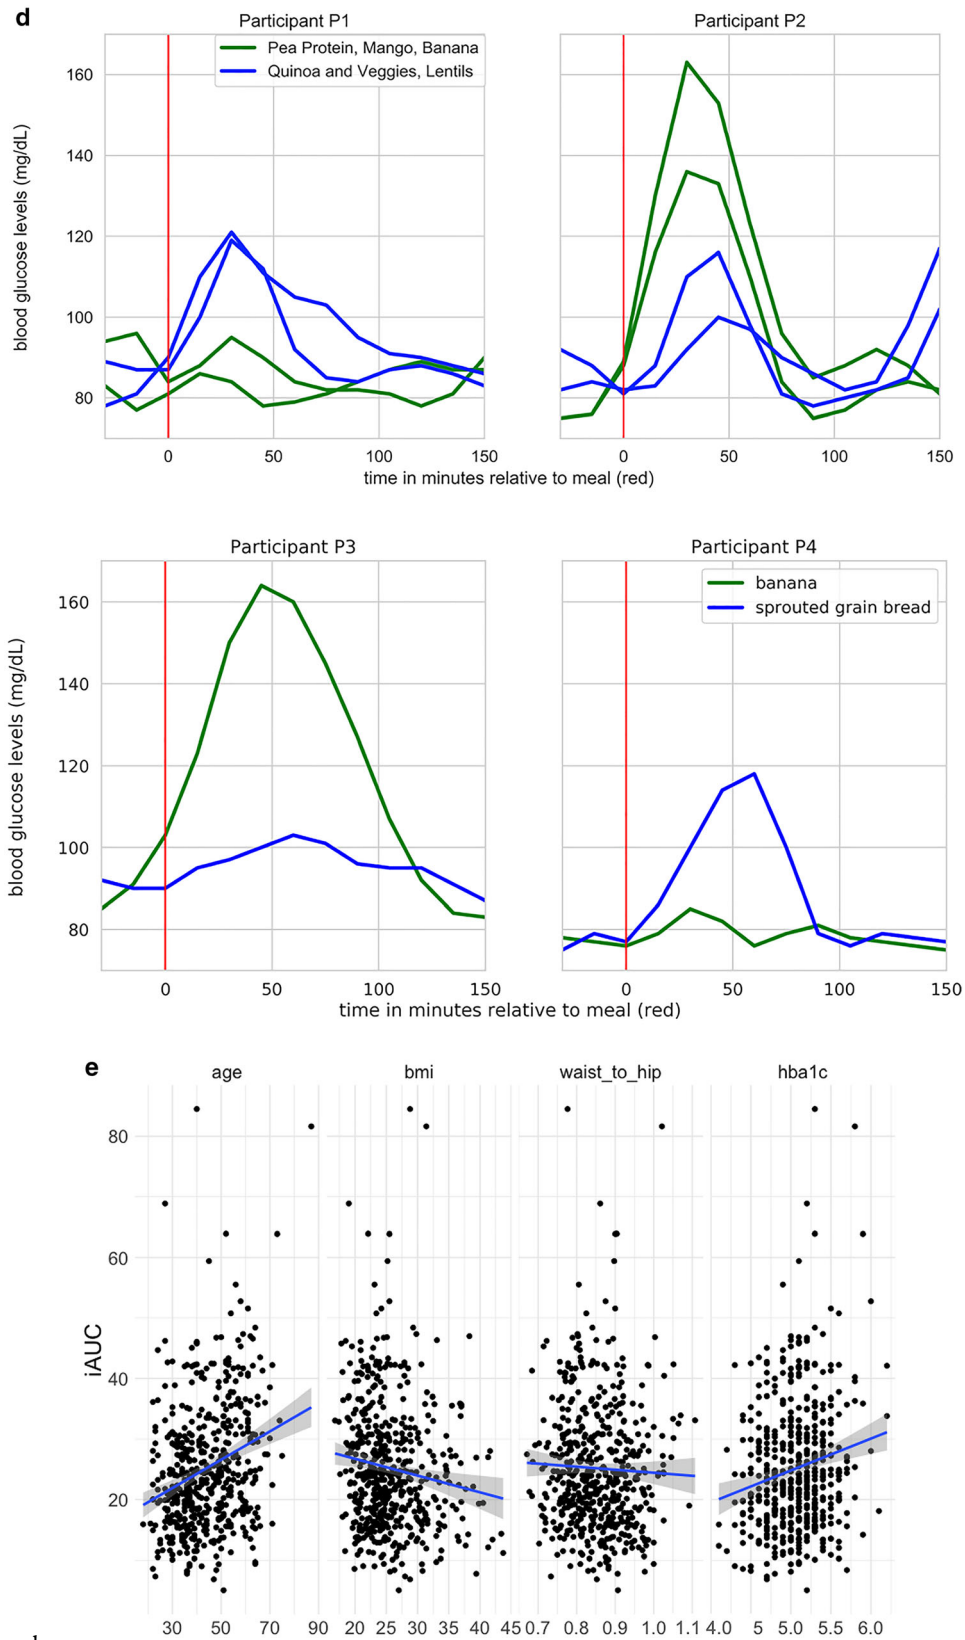 d
Participant P1
Participant P2
Pea Protein, Mango, Banana
Quinoa and Veggies, Lentils
blood glucose levels (mg/dL)
160
140
120
100
80
0 50 100 150
0 50 100 150
time in minutes relative to meal (red)
Participant P3
Participant P4
banana
sprouted grain bread
blood glucose levels (mg/dL)
160
140
120
100
80
0 50 100 150
0 50 100 150
time in minutes relative to meal (red)
e
age bmi waist_to_hip hba1c
iAUC
80
60
40
20
30 50 70 90 20 25 30 35 40 45 0.7 0.8 0.9 1.0 1.1 4.0 5 5.0 5.5 6.0